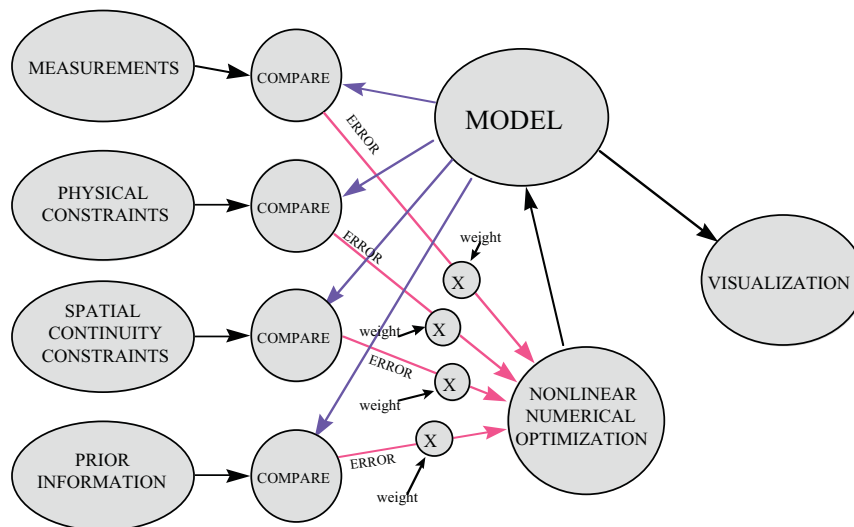 MEASUREMENTS
COMPARE
ERROR
MODEL
PHYSICAL
CONSTRAINTS
COMPARE
ERROR
weight
X
VISUALIZATION
SPATIAL
CONTINUITY
CONSTRAINTS
COMPARE
ERROR
weight
X
weight
X
NONLINEAR
NUMERICAL
OPTIMIZATION
PRIOR
INFORMATION
COMPARE
ERROR
X
weight